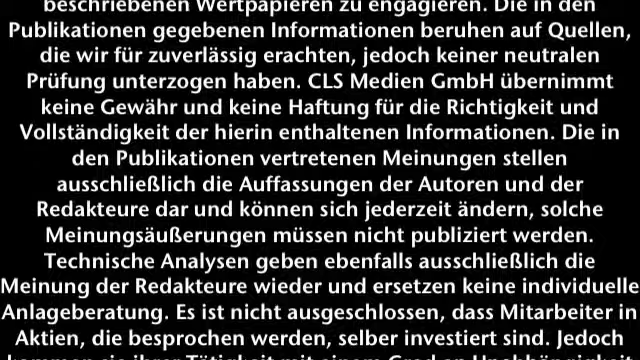 beschriebenen Wertpapieren zu engagieren. Die in den
Publikationen gegebenen Informationen beruhen auf Quellen,
die wir für zuverlässig erachten, jedoch keiner neutralen
Prüfung unterzogen haben. CLS Medien GmbH übernimmt
keine Gewähr und keine Haftung für die Richtigkeit und
Vollständigkeit der hierin enthaltenen Informationen. Die in
den Publikationen vertretenen Meinungen stellen
ausschließlich die Auffassungen der Autoren und der
Redakteure dar und können sich jederzeit ändern, solche
Meinungsäußerungen müssen nicht publiziert werden.
Technische Analysen geben ebenfalls ausschließlich die
Meinung der Redakteure wieder und ersetzen keine individuelle
Anlageberatung. Es ist nicht ausgeschlossen, dass Mitarbeiter in
Aktien, die besprochen werden, selber investiert sind. Jedoch